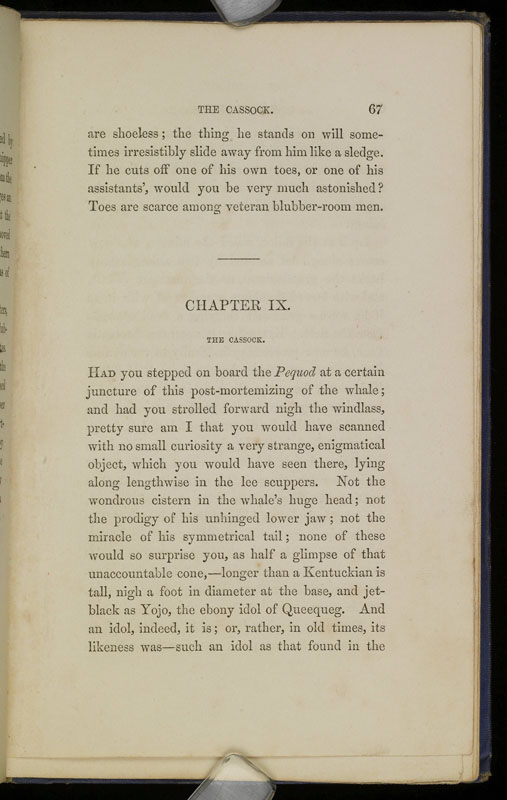 THE CASSOCK. 67
are shoeless; the thing he stands on will some-
times irresistibly slide away from him like a sledge.
If he cuts off one of his own toes, or one of his
assistants', would you be very much astonished?
Toes are scarce among veteran blubber-room men.
CHAPTER IX.
THE CASSOCK.
HAD you stepped on board the Pequod at a certain
juncture of this post-mortemizing of the whale;
and had you strolled forward nigh the windlass,
pretty sure am I that you would have scanned
with no small curiosity a very strange, enigmatical
object, which you would have seen there, lying
along lengthwise in the lee scuppers. Not the
wondrous cistern in the whale's huge head; not
the prodigy of his unhinged lower jaw; not the
miracle of his symmetrical tail; none of these
would so surprise you, as half a glimpse of that
unaccountable cone,—longer than a Kentuckian is
tall, nigh a foot in diameter at the base, and jet-
black as Yojo, the ebony idol of Queequeg. And
an idol, indeed, it is; or, rather, in old times, its
likeness was—such an idol as that found in the